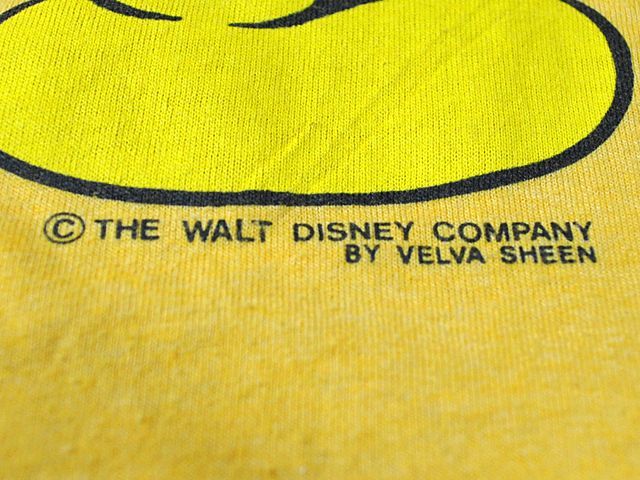 © THE WALT DISNEY COMPANY
BY VELVA SHEEN